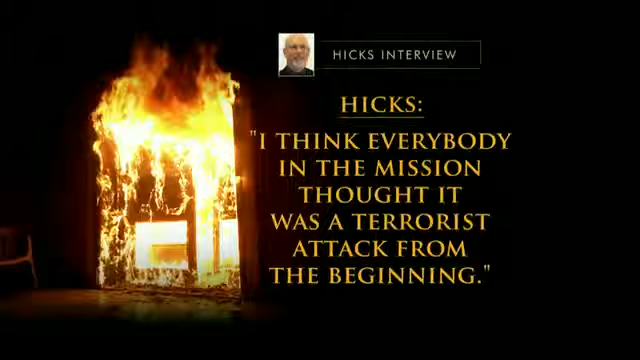 HICKS INTERVIEW
HICKS:
"I THINK EVERYBODY
IN THE MISSION
THOUGHT IT
WAS A TERRORIST
ATTACK FROM
THE BEGINNING."